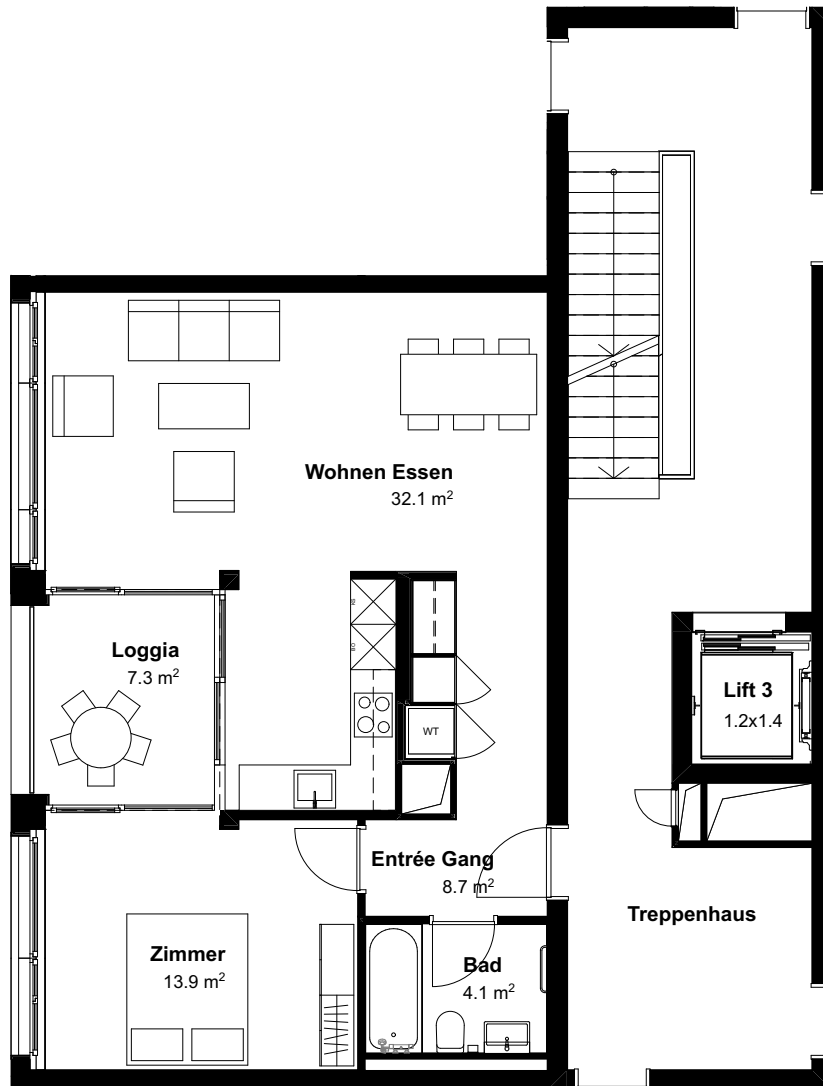 Wohnen Essen
32.1 m²
Loggia
7.3 m²
Lift 3
1.2x1.4
WT
Entrée Gang
8.7 m²
Treppenhaus
Zimmer
13.9 m²
Bad
4.1 m²